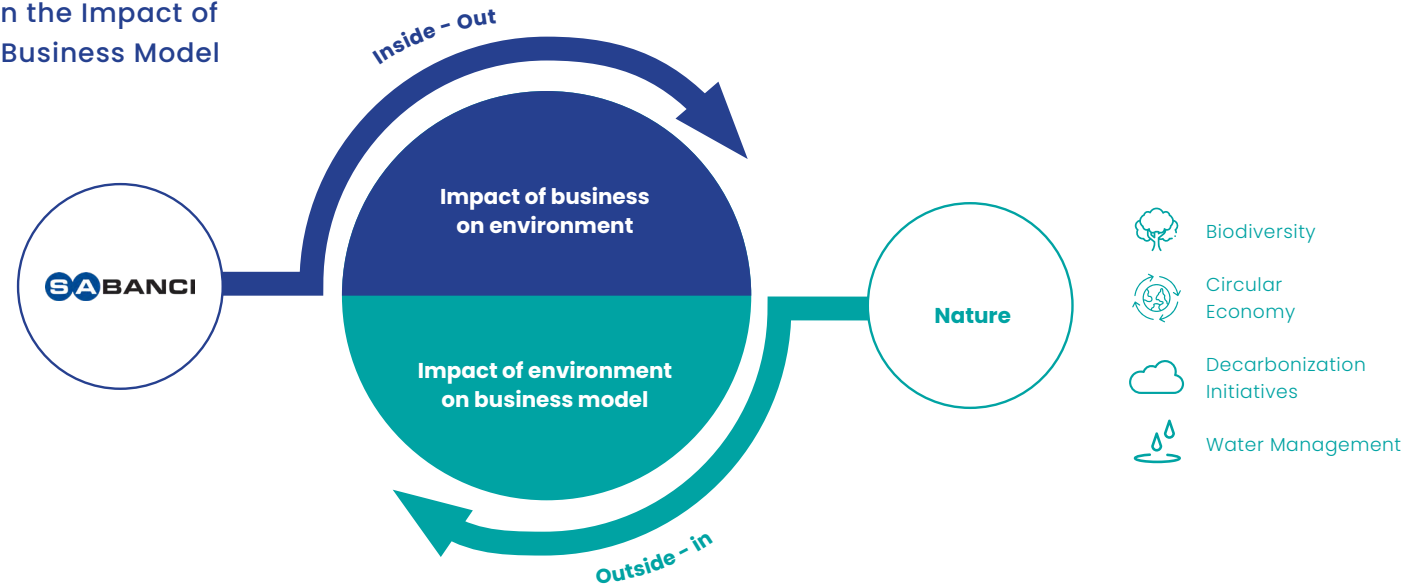 n the Impact of
Business Model
Inside - Out
Impact of business
on environment
SABANCI
Nature
Impact of environment
on business model
Outside - in
Biodiversity
Circular
Economy
Decarbonization
Initiatives
Water Management